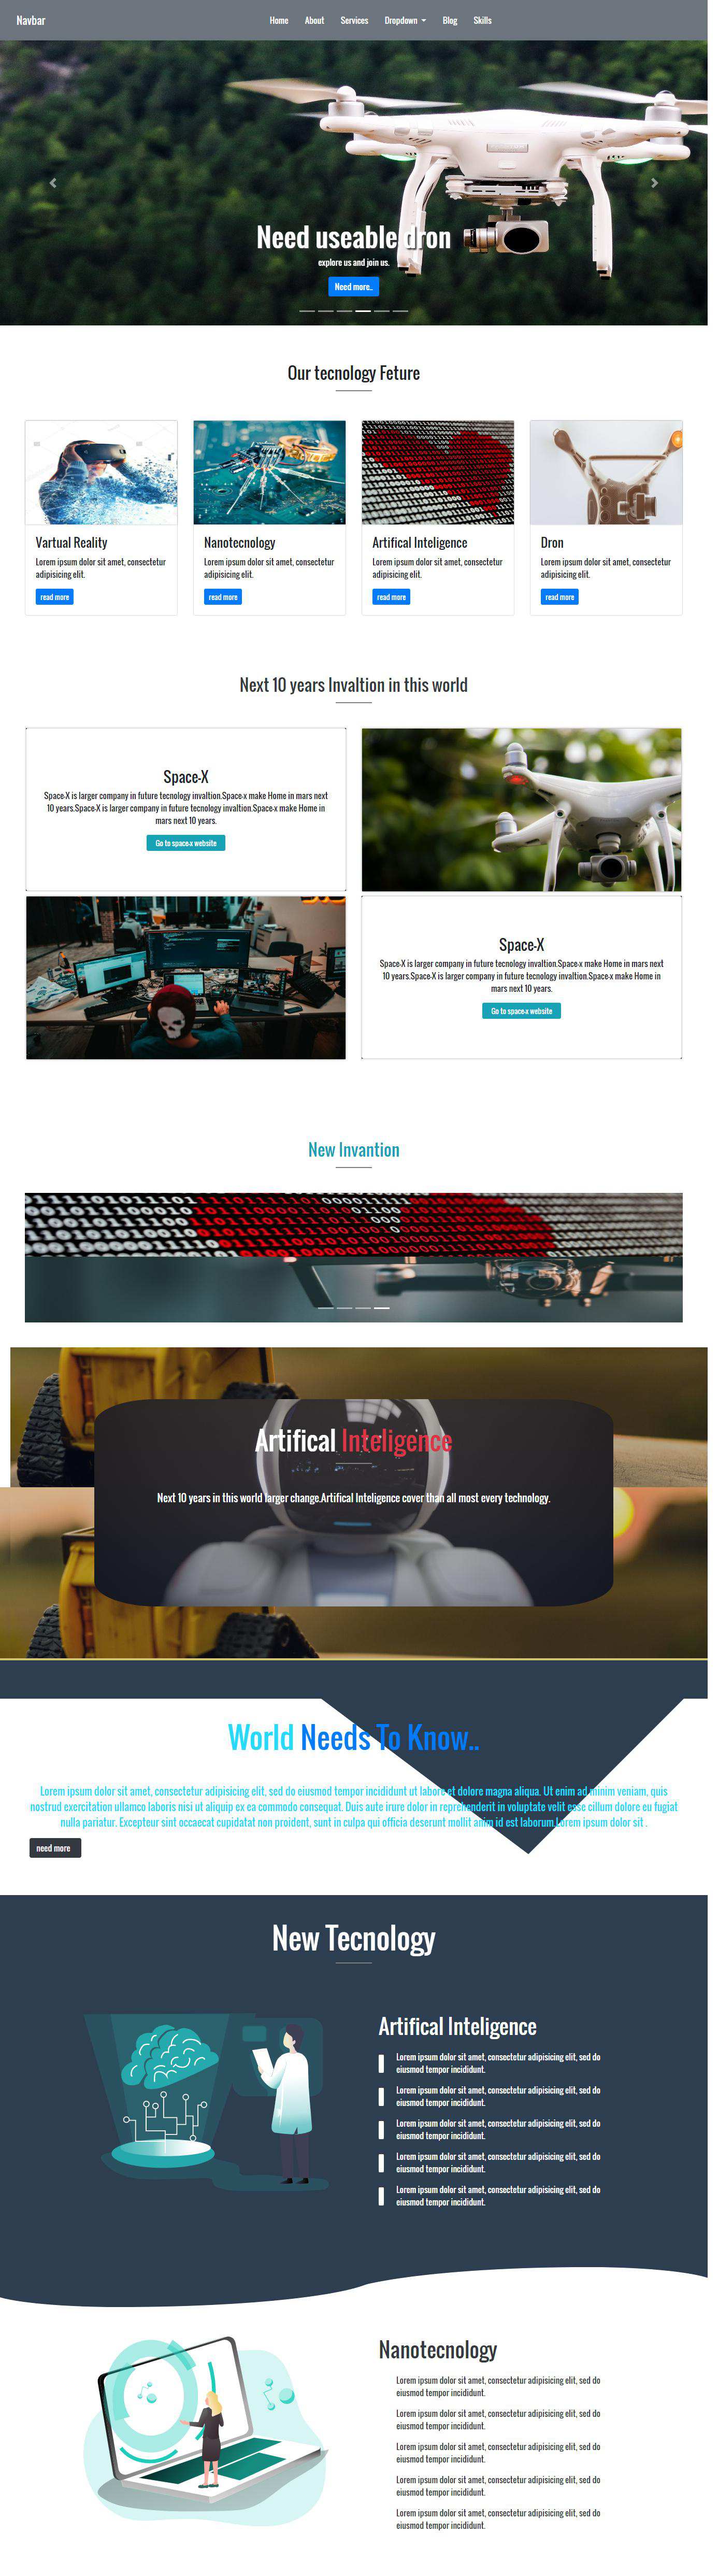 Navbar
Home About Services Dropdown Blog Skills
Need useable dron
explore us and join us.
Need more..
Our tecnology Feture
Vartual Reality
Lorem ipsum dolor sit amet, consectetur
adipisicing elit.
read more
Nanotecnology
Lorem ipsum dolor sit amet, consectetur
adipisicing elit.
read more
Artifical Inteligence
Lorem ipsum dolor sit amet, consectetur
adipisicing elit.
read more
Dron
Lorem ipsum dolor sit amet, consectetur
adipisicing elit.
read more
Next 10 years Invaltion in this world
Space-X
Space-X is larger company in future tecnology invaltion.Space-x make Home in mars next
10 years.Space-X is larger company in future tecnology invaltion.Space-x make Home in
mars next 10 years.
Go to space-x website
Space-X
Space-X is larger company in future tecnology invaltion.Space-x make Home in mars next
10 years.Space-X is larger company in future tecnology invaltion.Space-x make Home in
mars next 10 years.
Go to space-x website
New Invantion
Artifical Inteligence
Next 10 years in this world larger change.Artifical Inteligence cover than all most every technology.
World Needs To Know..
Lorem ipsum dolor sit amet, consectetur adipisicing elit, sed do eiusmod tempor incididunt ut labore et dolore magna aliqua. Ut enim ad minim veniam, quis
nostrud exercitation ullamco laboris nisi ut aliquip ex ea commodo consequat. Duis aute irure dolor in reprehenderit in voluptate velit esse cillum dolore eu fugiat
nulla pariatur. Excepteur sint occaecat cupidatat non proident, sunt in culpa qui officia deserunt mollit anim id est laborum.Lorem ipsum dolor sit .
need more
New Tecnology
Artifical Inteligence
Lorem ipsum dolor sit amet, consectetur adipisicing elit, sed do
eiusmod tempor incididunt.
Lorem ipsum dolor sit amet, consectetur adipisicing elit, sed do
eiusmod tempor incididunt.
Lorem ipsum dolor sit amet, consectetur adipisicing elit, sed do
eiusmod tempor incididunt.
Lorem ipsum dolor sit amet, consectetur adipisicing elit, sed do
eiusmod tempor incididunt.
Lorem ipsum dolor sit amet, consectetur adipisicing elit, sed do
eiusmod tempor incididunt.
Nanotecnology
Lorem ipsum dolor sit amet, consectetur adipisicing elit, sed do
eiusmod tempor incididunt.
Lorem ipsum dolor sit amet, consectetur adipisicing elit, sed do
eiusmod tempor incididunt.
Lorem ipsum dolor sit amet, consectetur adipisicing elit, sed do
eiusmod tempor incididunt.
Lorem ipsum dolor sit amet, consectetur adipisicing elit, sed do
eiusmod tempor incididunt.
Lorem ipsum dolor sit amet, consectetur adipisicing elit, sed do
eiusmod tempor incididunt.